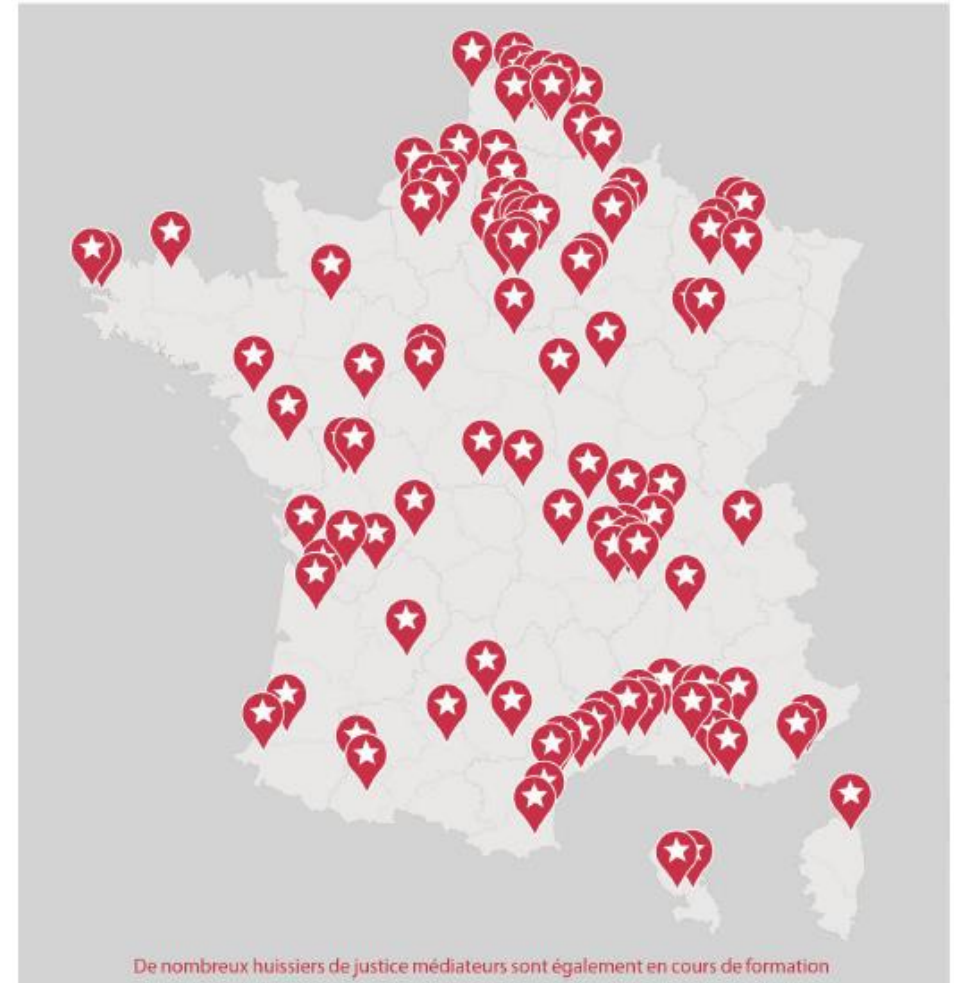 De nombreux huissiers de justice médiateurs sont également en cours de formation